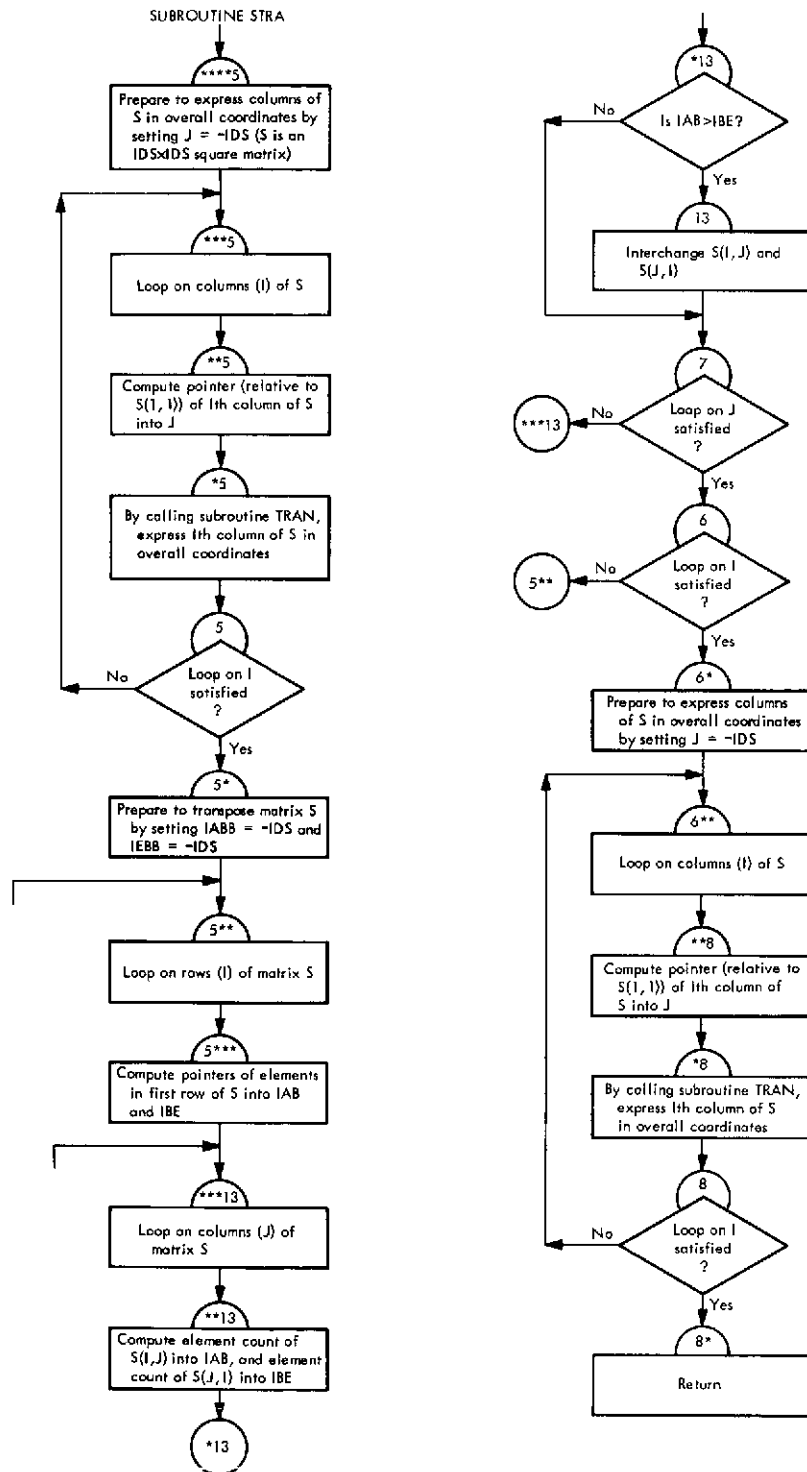 SUBROUTINE STRA
****5
Prepare to express columns of
S in overall coordinates by
setting J = -IDS (S is an
IDS×IDS square matrix)
***5
Loop on columns (I) of S
**5
Compute pointer (relative to
S(1, 1)) of Ith column of S
into J
*5
By calling subroutine TRAN,
express Ith column of S in
overall coordinates
5
Loop on I
satisfied
?
No
Yes
5*
Prepare to transpose matrix S
by setting IABB = -IDS and
IEBB = -IDS
5**
Loop on rows (I) of matrix S
5***
Compute pointers of elements
in first row of S into IAB
and IBE
***13
Loop on columns (J) of
matrix S
**13
Compute element count of
S(I,J) into IAB, and element
count of S(J,I) into IBE
*13
*13
Is IAB>IBE?
No
Yes
13
Interchange S(I,J) and
S(J,I)
7
Loop on J
satisfied
?
No
***13
Yes
6
Loop on I
satisfied
?
No
5**
Yes
6*
Prepare to express columns
of S in overall coordinates
by setting J = -IDS
6**
Loop on columns (I) of S
**8
Compute pointer (relative to
S(1, 1)) of Ith column of
S into J
*8
By calling subroutine TRAN,
express Ith column of S
in overall coordinates
8
Loop on I
satisfied
?
No
Yes
8*
Return